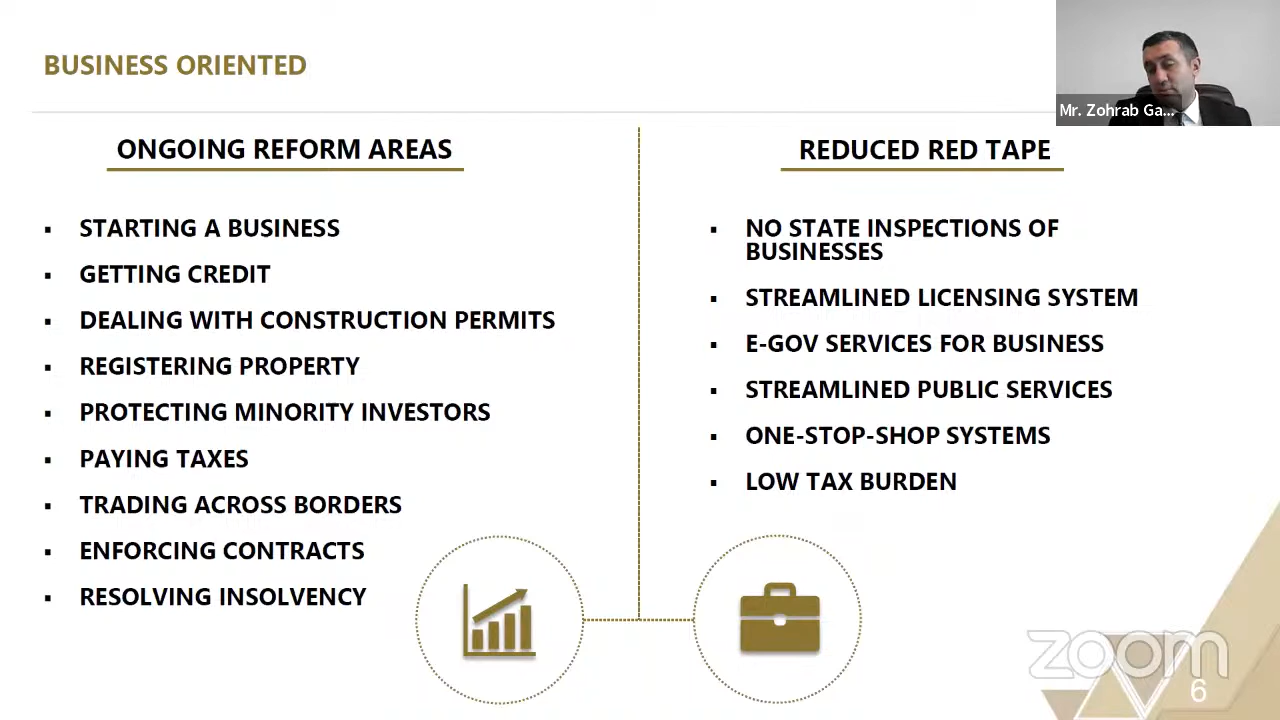 BUSINESS ORIENTED
Mr. Zohrab Ga...
ONGOING REFORM AREAS
▪ STARTING A BUSINESS
▪ GETTING CREDIT
▪ DEALING WITH CONSTRUCTION PERMITS
▪ REGISTERING PROPERTY
▪ PROTECTING MINORITY INVESTORS
▪ PAYING TAXES
▪ TRADING ACROSS BORDERS
▪ ENFORCING CONTRACTS
▪ RESOLVING INSOLVENCY
REDUCED RED TAPE
▪ NO STATE INSPECTIONS OF
BUSINESSES
▪ STREAMLINED LICENSING SYSTEM
▪ E-GOV SERVICES FOR BUSINESS
▪ STREAMLINED PUBLIC SERVICES
▪ ONE-STOP-SHOP SYSTEMS
▪ LOW TAX BURDEN
zoom
6